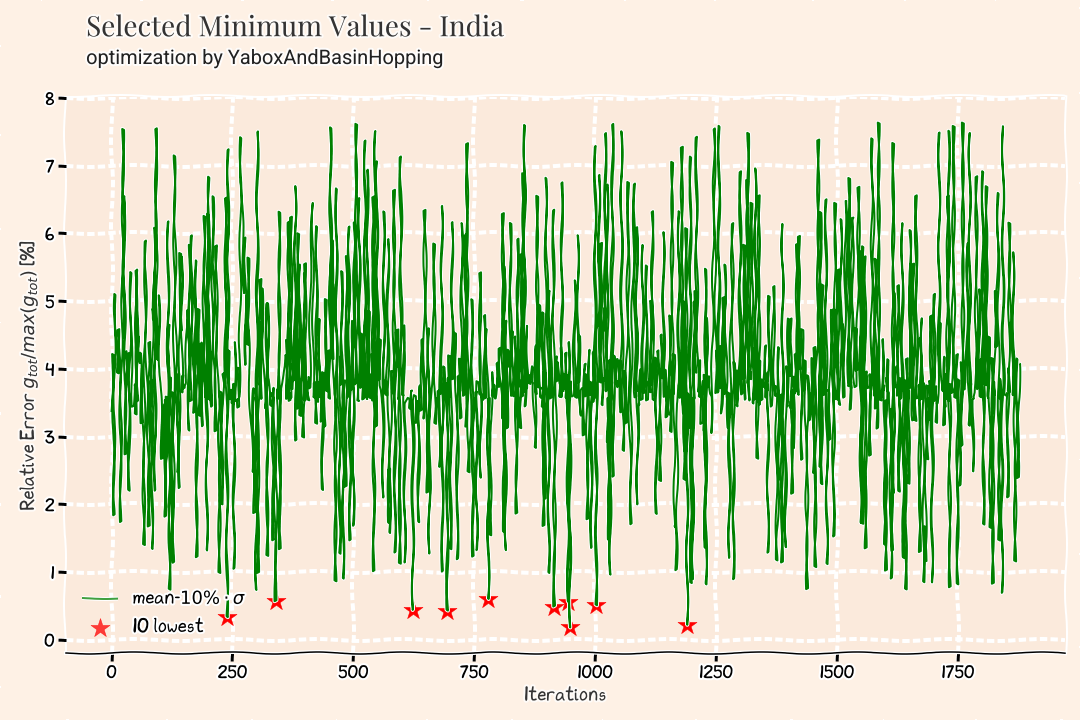 Selected Minimum Values - India
optimization by YaboxAndBasinHopping
8
7
6
5
4
3
2
1
0
Relative Error g_tot/max(g_tot) [%]
mean-10% · σ
10 lowest
0 250 500 750 1000 1250 1500 1750
Iterations